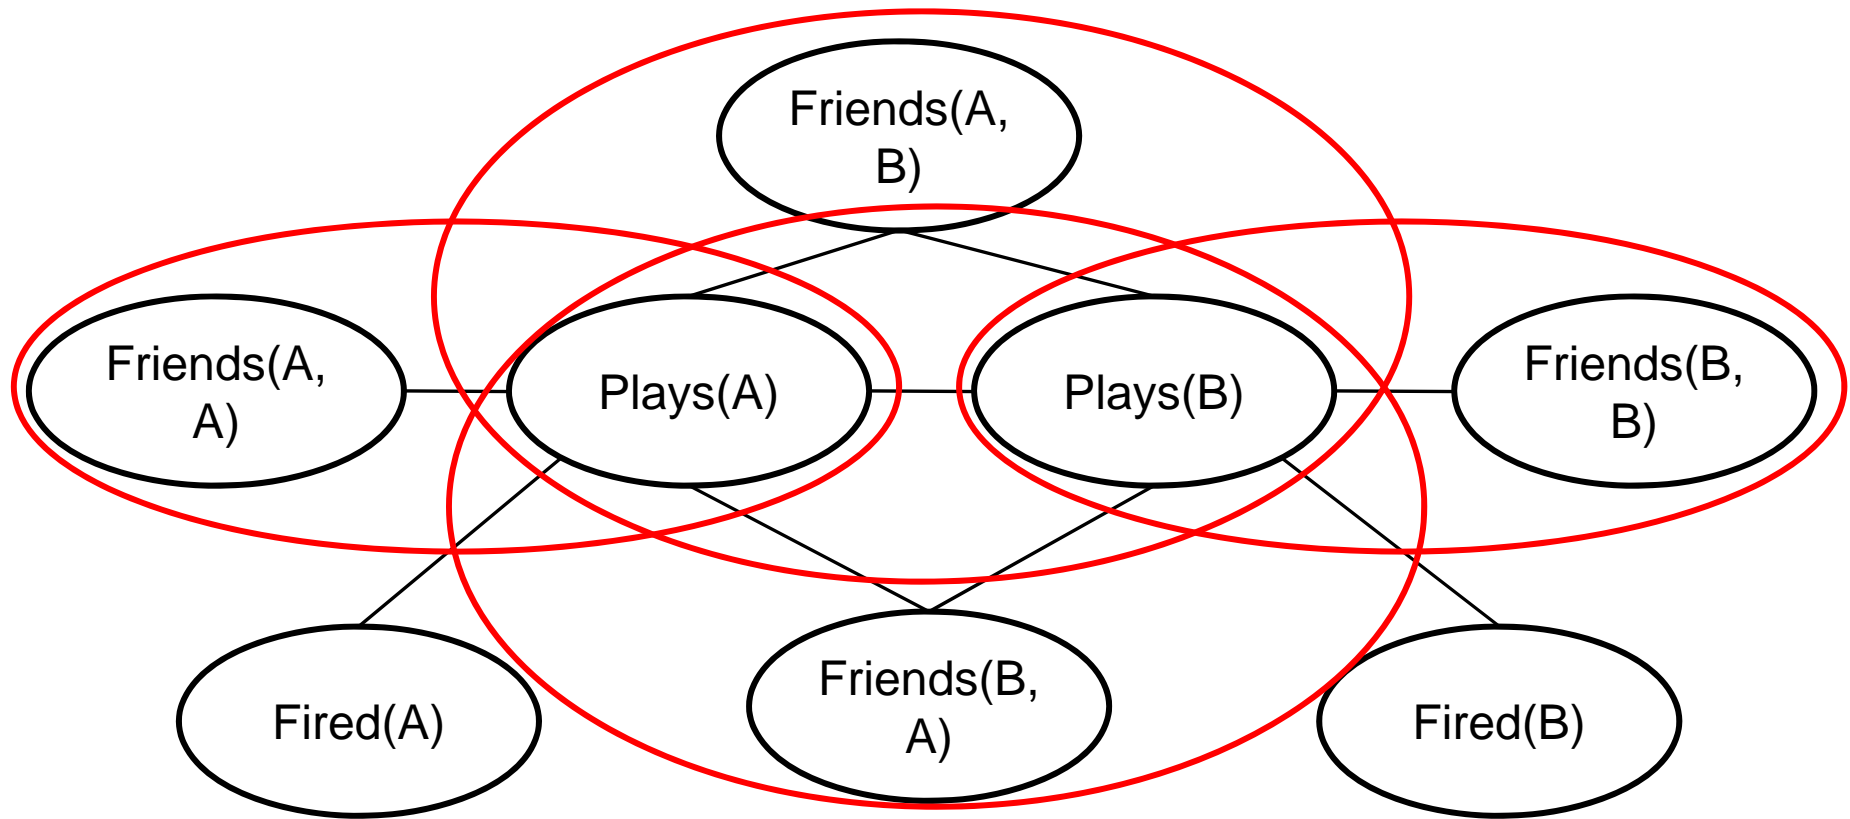 Friends(A,
B)
Friends(A,
A)
Plays(A)
Plays(B)
Friends(B,
B)
Fired(A)
Friends(B,
A)
Fired(B)